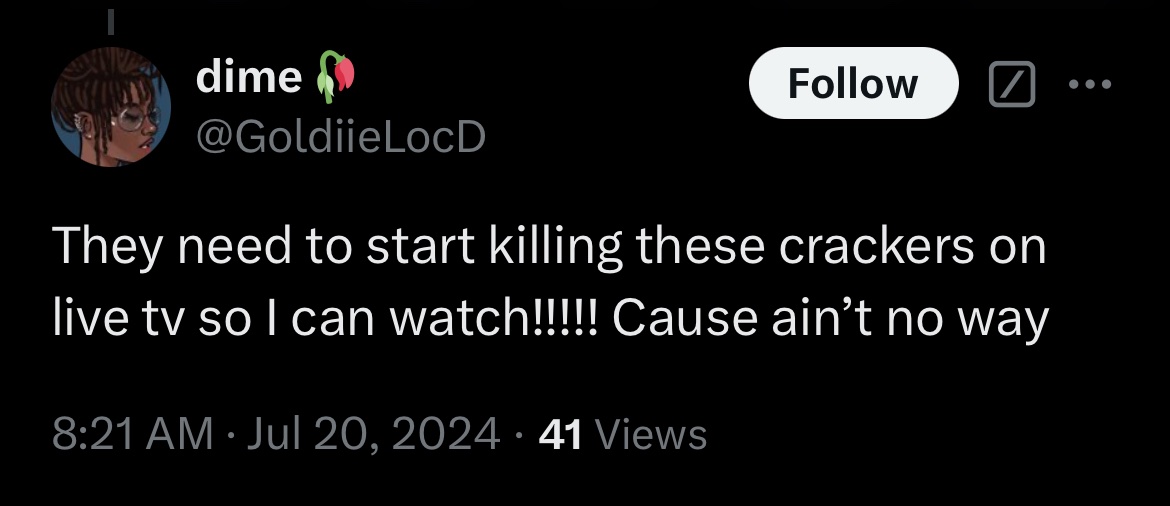 dime 🥀
Follow
@GoldiieLocD
They need to start killing these crackers on
live tv so I can watch!!!!! Cause ain’t no way
8:21 AM · Jul 20, 2024 · 41 Views